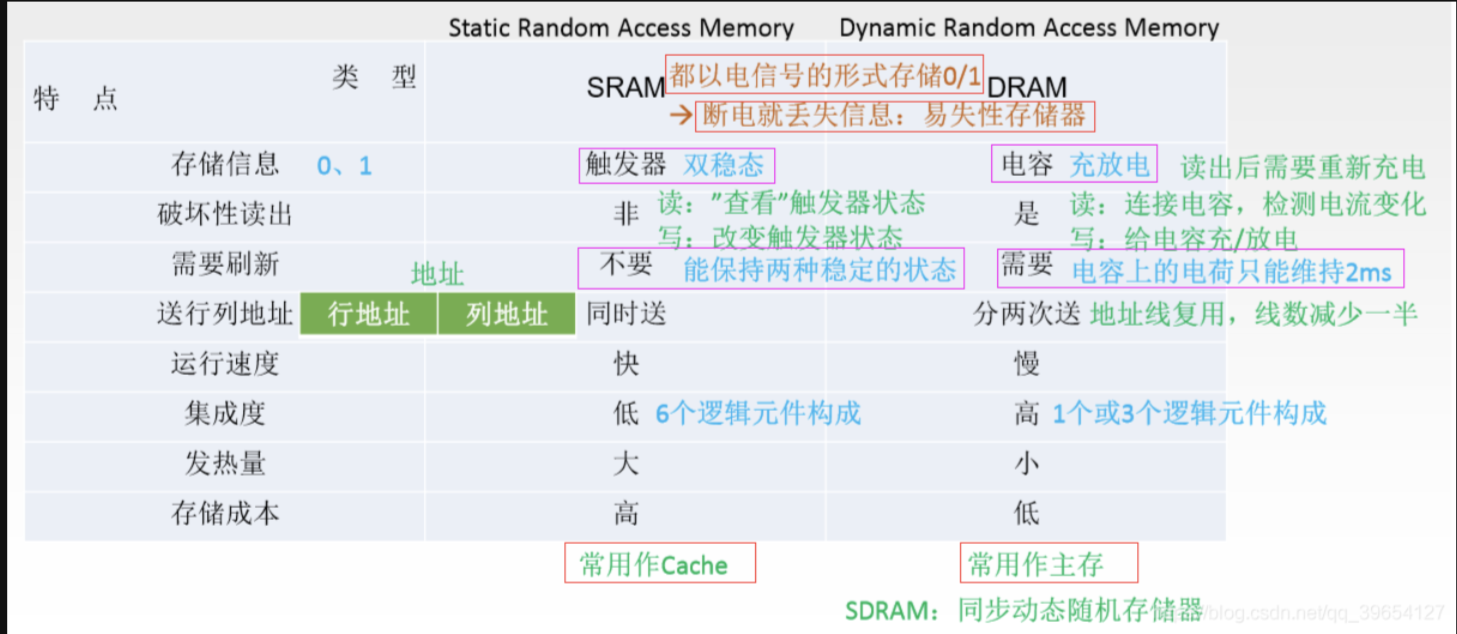 Static Random Access Memory Dynamic Random Access Memory
类 型
特 点
SRAM 都以电信号的形式存储0/1 DRAM
→断电就丢失信息：易失性存储器
存储信息 0、1 触发器 双稳态 电容 充放电 读出后需要重新充电
破坏性读出 非 读："查看"触发器状态 是 读：连接电容，检测电流变化
写：改变触发器状态 写：给电容充/放电
需要刷新 不要 能保持两种稳定的状态 需要 电容上的电荷只能维持2ms
地址
送行列地址 行地址 列地址 同时送 分两次送 地址线复用，线数减少一半
运行速度 快 慢
集成度 低 6个逻辑元件构成 高 1个或3个逻辑元件构成
发热量 大 小
存储成本 高 低
常用作Cache 常用作主存
SDRAM：同步动态随机存储器
blog.csdn.net/qq_39654127